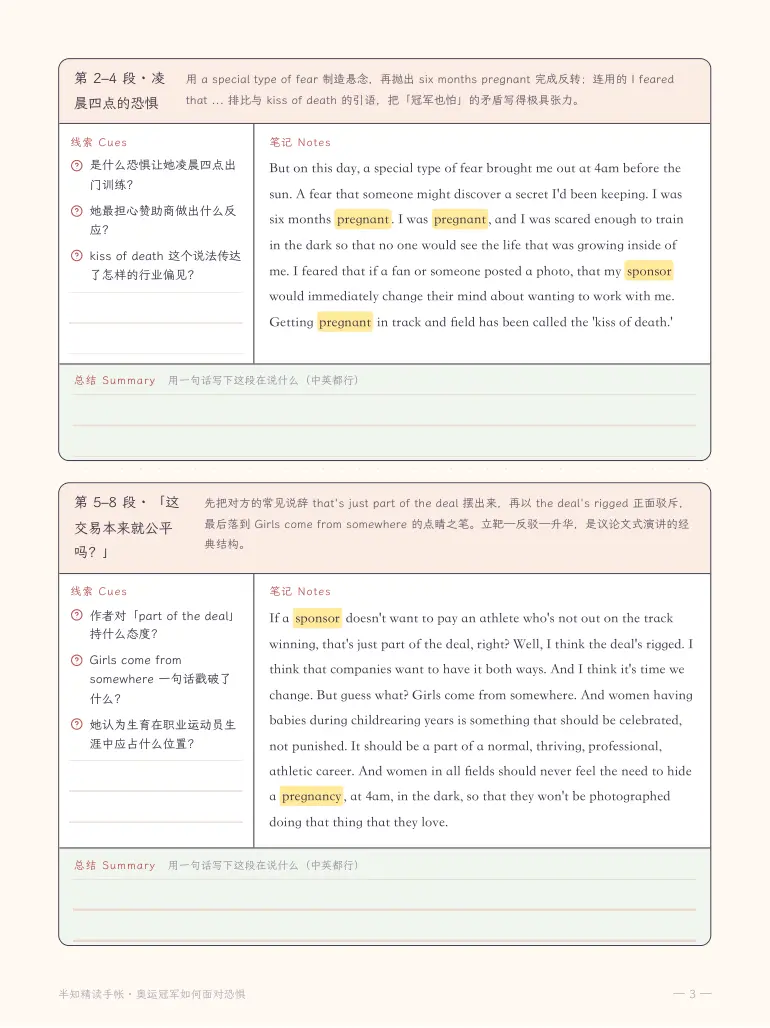 第 2–4 段・凌
晨四点的恐惧
用 a special type of fear 制造悬念，再抛出 six months pregnant 完成反转；连用的 I feared
that … 排比与 kiss of death 的引语，把「冠军也怕」的矛盾写得极具张力。
线索 Cues
是什么恐惧让她凌晨四点出
门训练？
她最担心赞助商做出什么反
应？
kiss of death 这个说法传达
了怎样的行业偏见？
笔记 Notes
But on this day, a special type of fear brought me out at 4am before the
sun. A fear that someone might discover a secret I'd been keeping. I was
six months pregnant. I was pregnant, and I was scared enough to train
in the dark so that no one would see the life that was growing inside of
me. I feared that if a fan or someone posted a photo, that my sponsor
would immediately change their mind about wanting to work with me.
Getting pregnant in track and field has been called the 'kiss of death.'
总结 Summary 用一句话写下这段在说什么（中英都行）
第 5–8 段・「这
交易本来就公平
吗？」
先把对方的常见说辞 that's just part of the deal 摆出来，再以 the deal's rigged 正面驳斥，
最后落到 Girls come from somewhere 的点睛之笔。立靶—反驳—升华，是议论文式演讲的经
典结构。
线索 Cues
作者对「part of the deal」
持什么态度？
Girls come from
somewhere 一句话戳破了
什么？
她认为生育在职业运动员生
涯中应占什么位置？
笔记 Notes
If a sponsor doesn't want to pay an athlete who's not out on the track
winning, that's just part of the deal, right? Well, I think the deal's rigged. I
think that companies want to have it both ways. And I think it's time we
change. But guess what? Girls come from somewhere. And women having
babies during childrearing years is something that should be celebrated,
not punished. It should be a part of a normal, thriving, professional,
athletic career. And women in all fields should never feel the need to hide
a pregnancy, at 4am, in the dark, so that they won't be photographed
doing that thing that they love.
总结 Summary 用一句话写下这段在说什么（中英都行）
半知精读手帐・奥运冠军如何面对恐惧
— 3 —